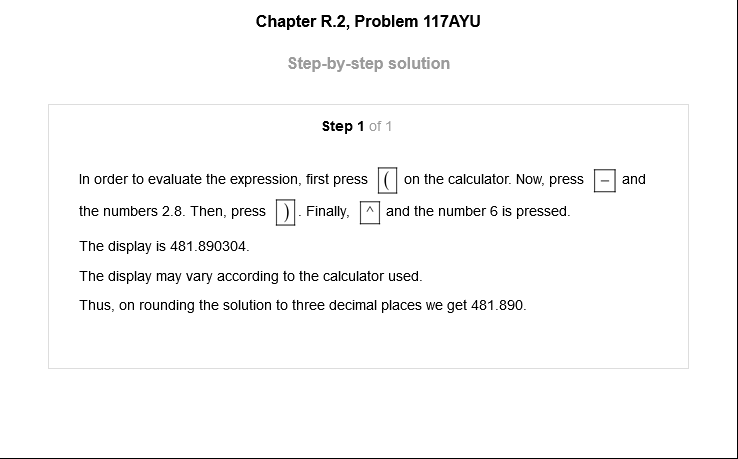 Chapter R.2, Problem 117AYU
Step-by-step solution
Step 1 of 1
In order to evaluate the expression, first press ( on the calculator. Now, press − and
the numbers 2.8. Then, press ) . Finally, ^ and the number 6 is pressed.
The display is 481.890304.
The display may vary according to the calculator used.
Thus, on rounding the solution to three decimal places we get 481.890.